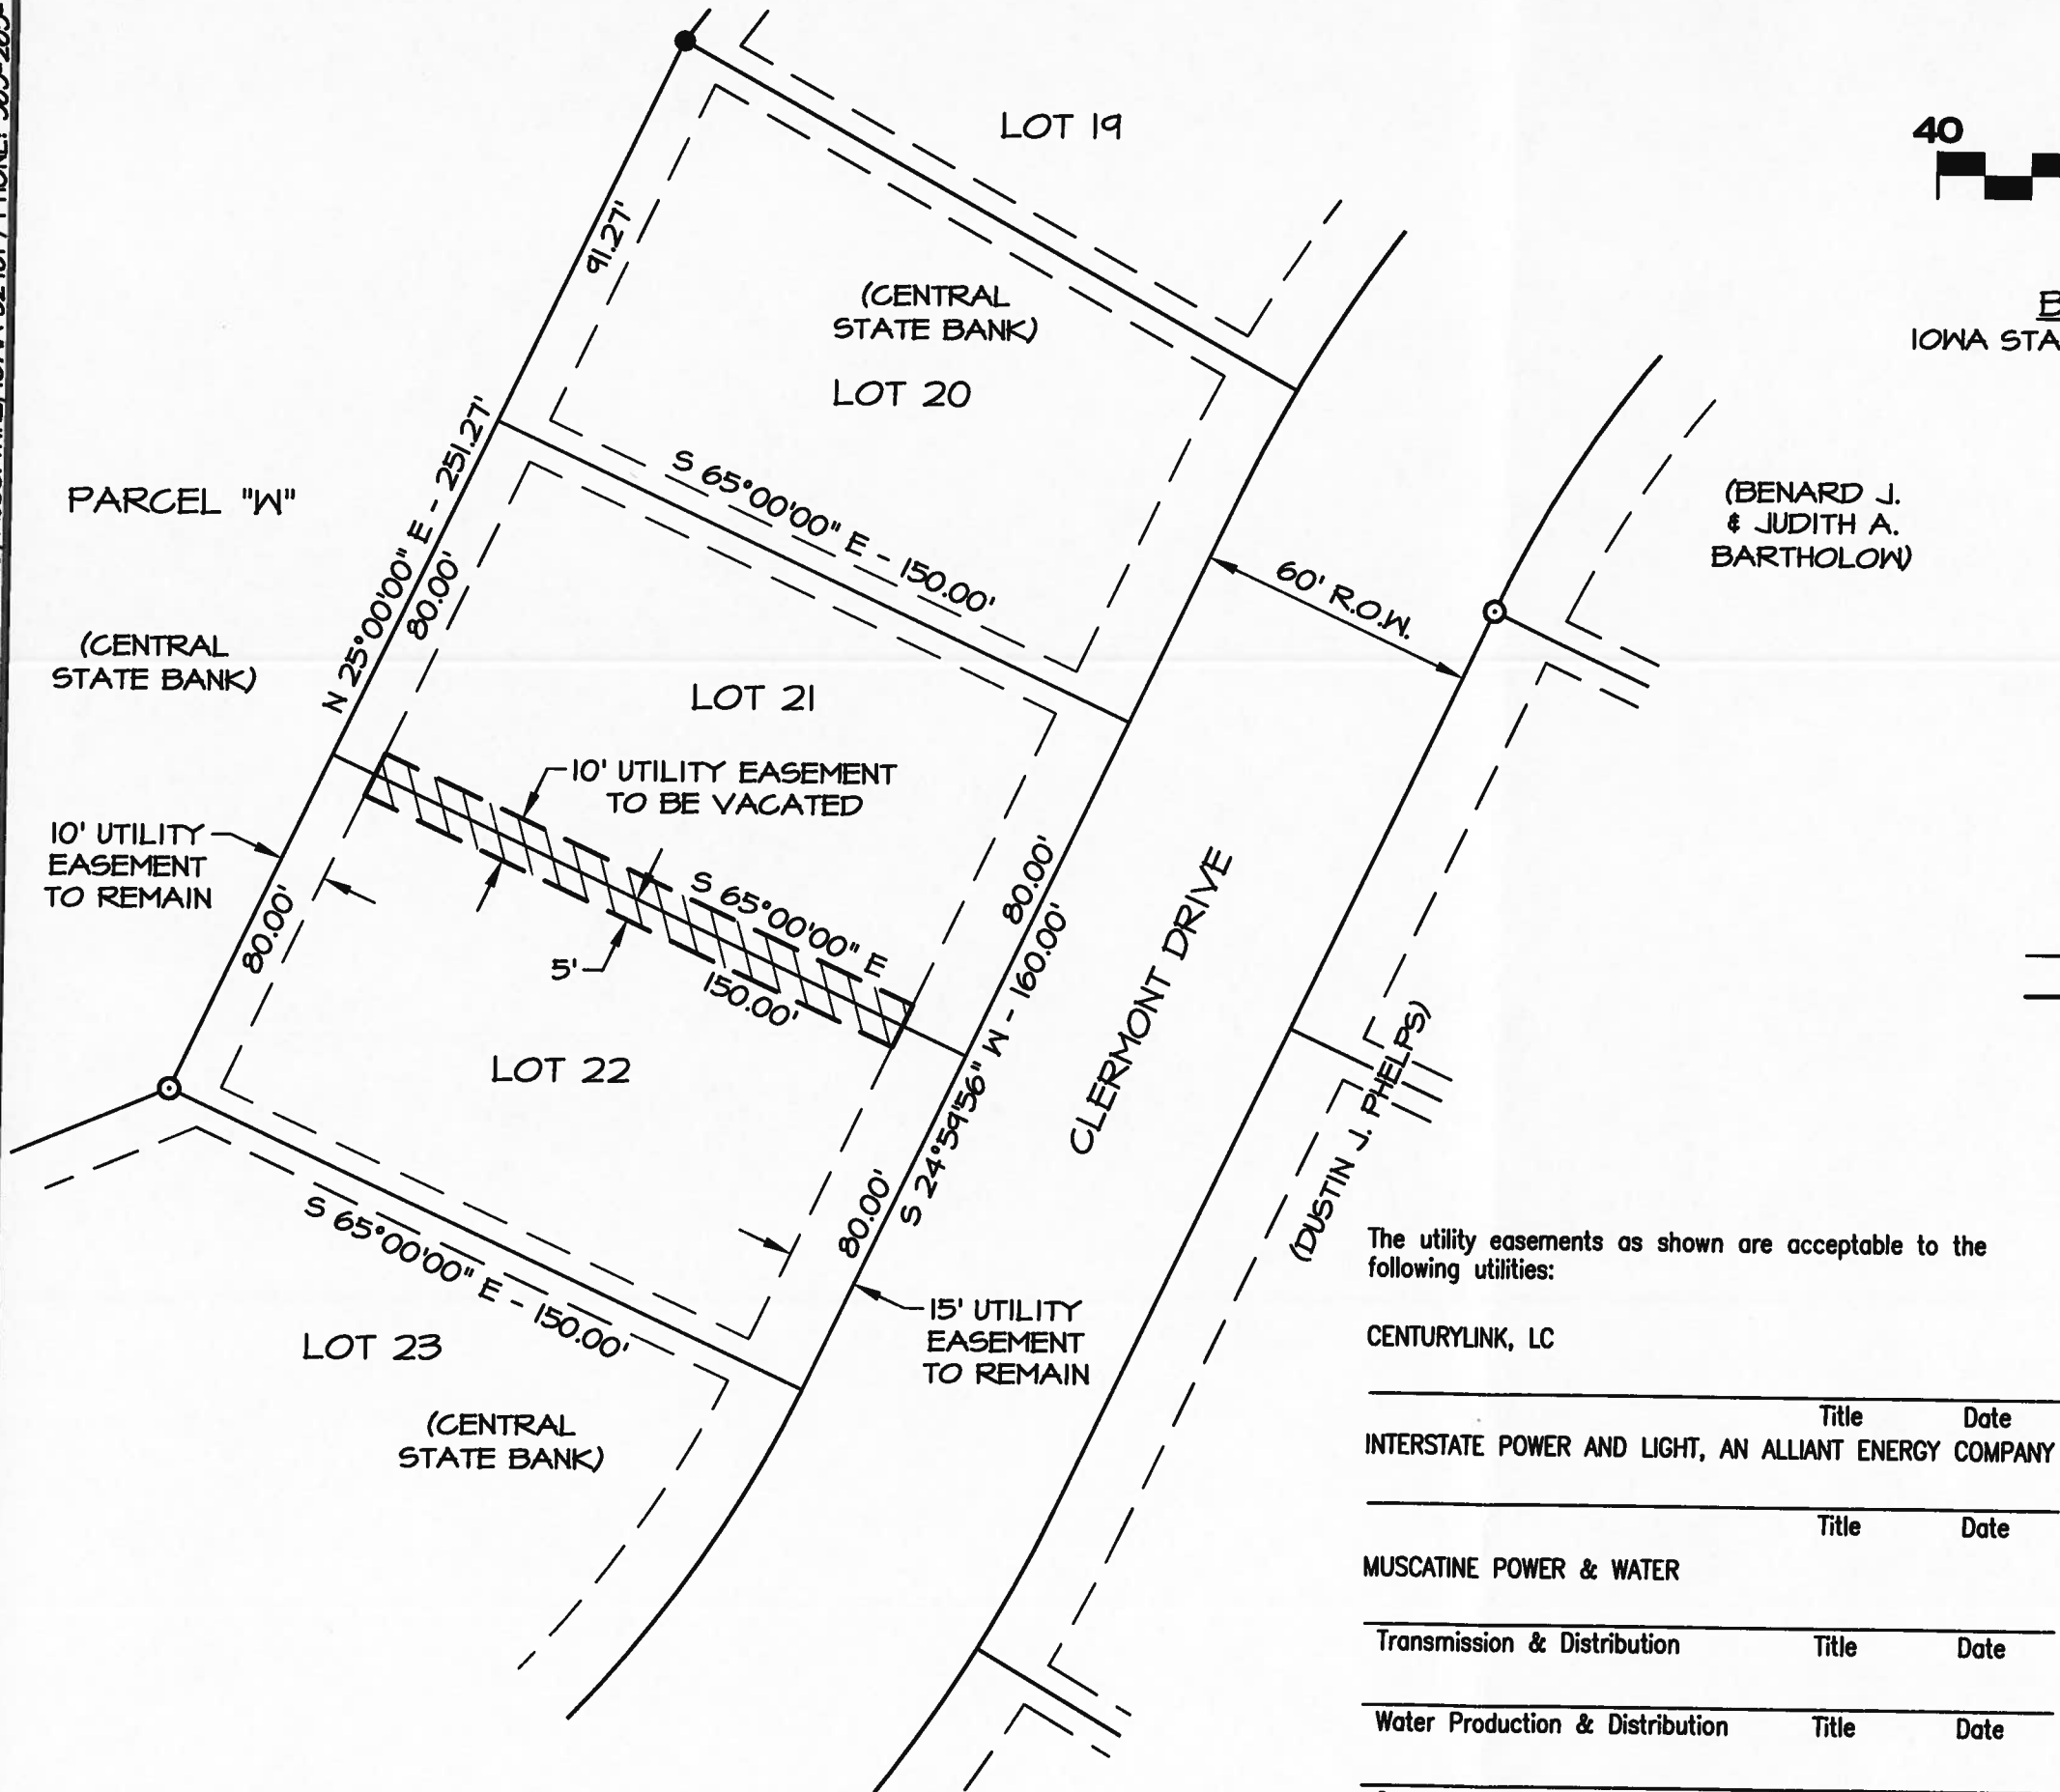 LOT 19
40
91.27'
(CENTRAL
STATE BANK)
LOT 20
IOWA STA
PARCEL "W"
N 25°00'00" E - 251.27'
80.00'
S 65°00'00" E - 150.00'
60' R.O.W.
(BENARD J.
& JUDITH A.
BARTHOLOW)
(CENTRAL
STATE BANK)
LOT 21
10' UTILITY EASEMENT
TO BE VACATED
10' UTILITY
EASEMENT
TO REMAIN
80.00'
5'
S 65°00'00" E
150.00'
80.00'
S 24°59'56" W - 160.00'
CLERMONT DRIVE
(DUSTIN J. PHELPS)
LOT 22
80.00'
S 65°00'00" E - 150.00'
15' UTILITY
EASEMENT
TO REMAIN
LOT 23
(CENTRAL
STATE BANK)
The utility easements as shown are acceptable to the
following utilities:
CENTURYLINK, LC
Title Date
INTERSTATE POWER AND LIGHT, AN ALLIANT ENERGY COMPANY
Title Date
MUSCATINE POWER & WATER
Transmission & Distribution Title Date
Water Production & Distribution Title Date